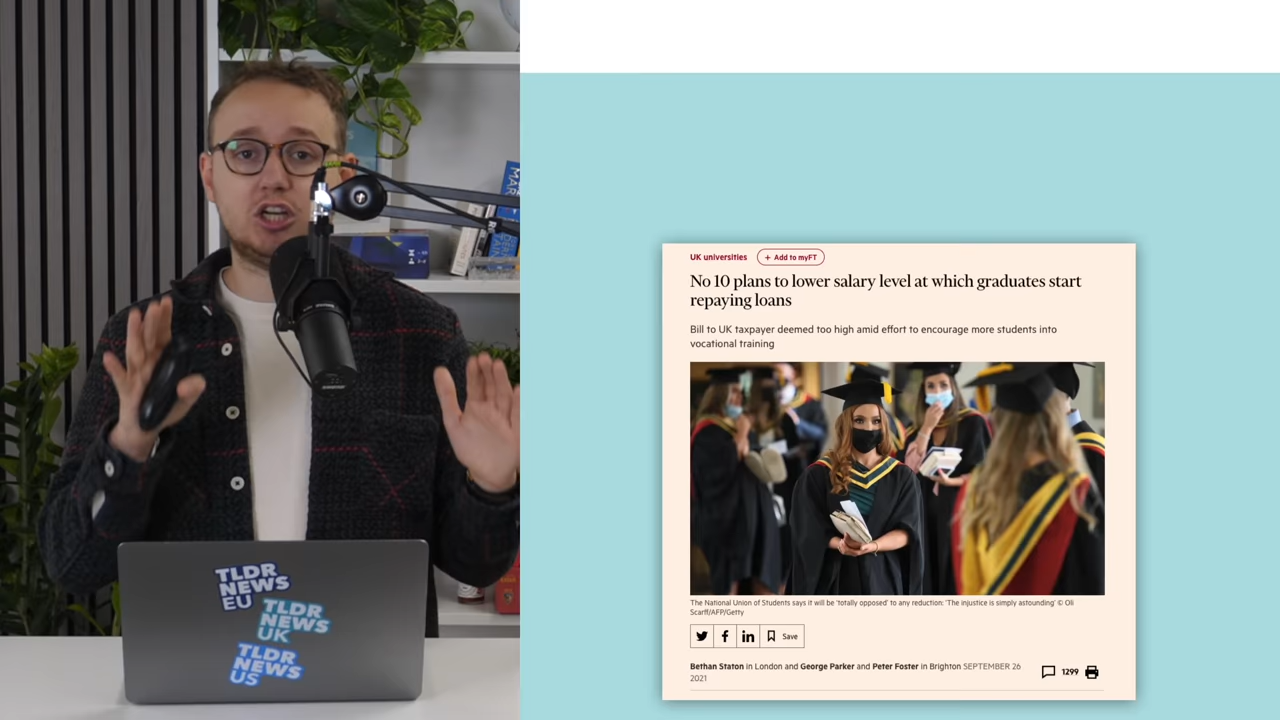 UK universities
+ Add to myFT
No 10 plans to lower salary level at which graduates start
repaying loans
Bill to UK taxpayer deemed too high amid effort to encourage more students into
vocational training
The National Union of Students says it will be 'totally opposed' to any reduction: 'The injustice is simply astounding' © Oli
Scarff/AFP/Getty
Save
Bethan Staton in London and George Parker and Peter Foster in Brighton SEPTEMBER 26
2021
1299
TLDR
NEWS
EU
TLDR
NEWS
UK
TLDR
NEWS
US